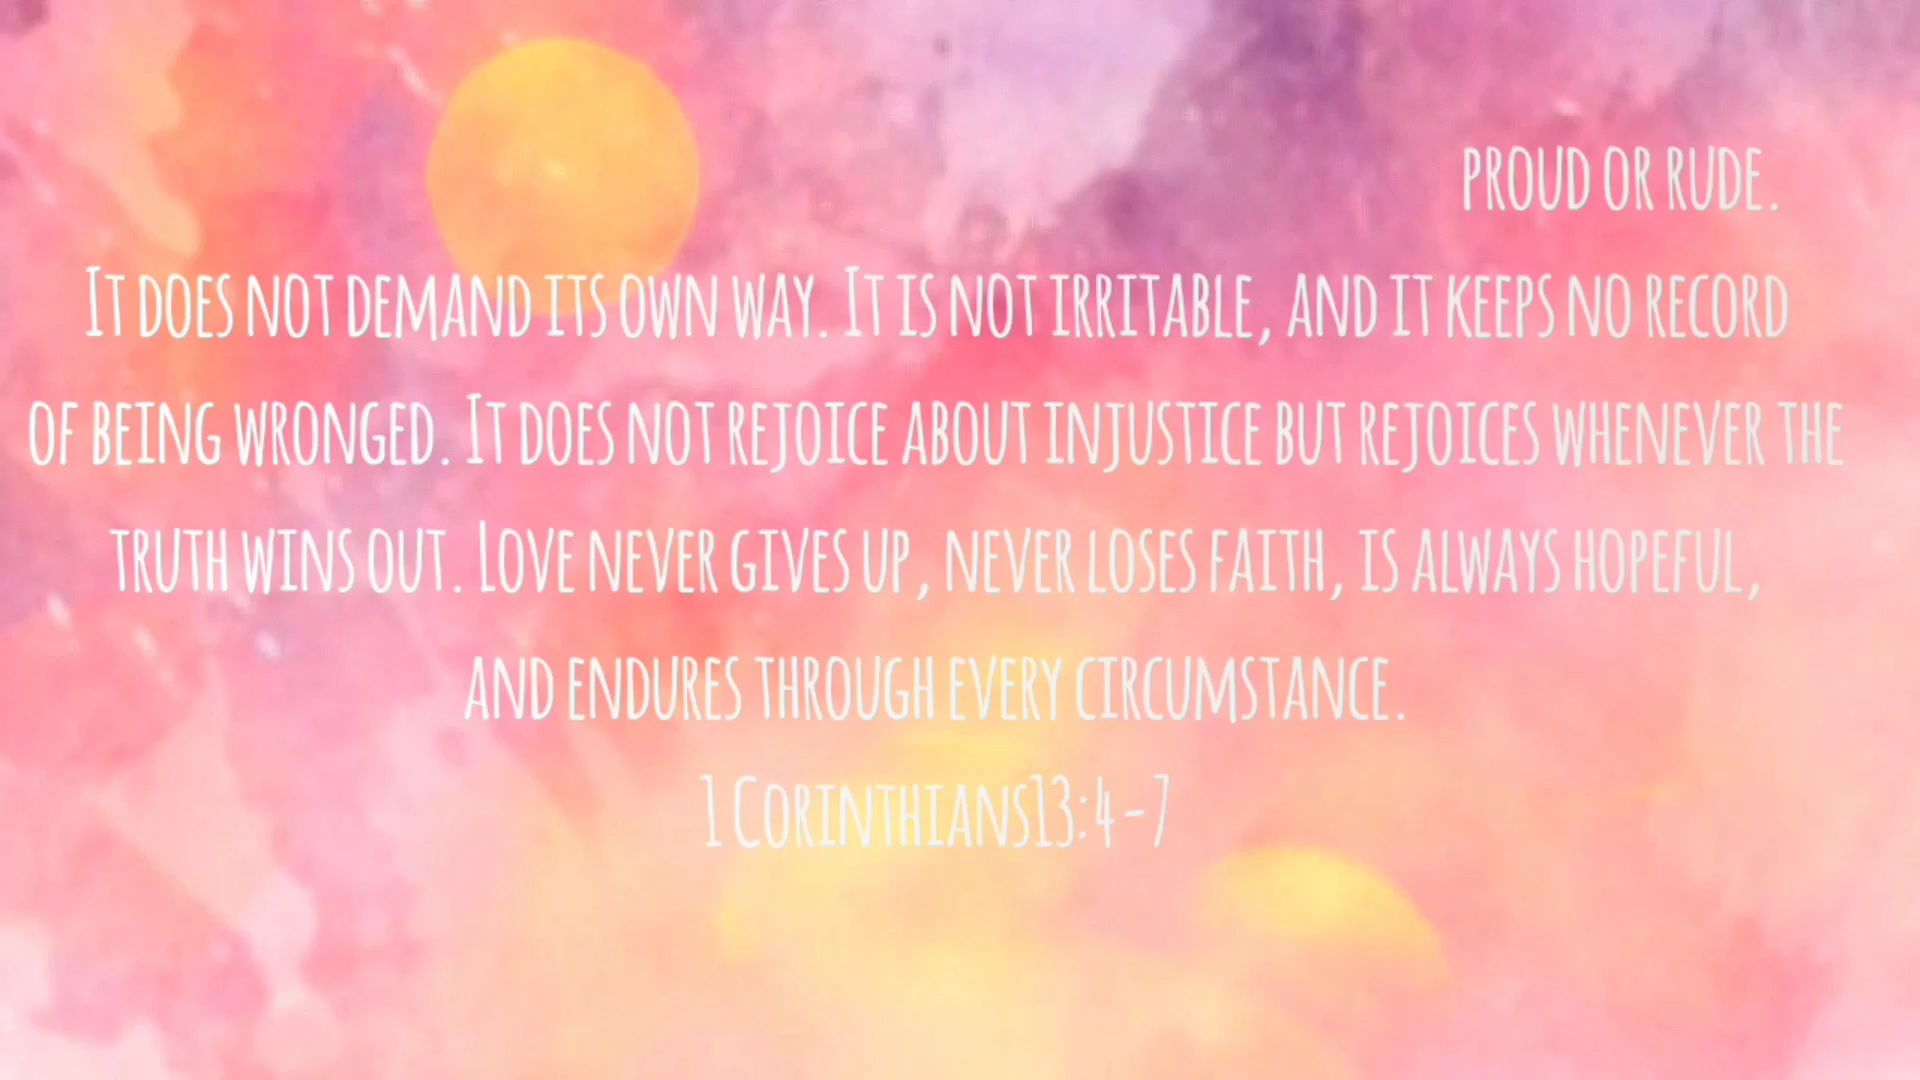 proud or rude.
It does not demand its own way. It is not irritable, and it keeps no record
of being wronged. It does not rejoice about injustice but rejoices whenever the
truth wins out. Love never gives up, never loses faith, is always hopeful,
and endures through every circumstance.
1 Corinthians13:4-7